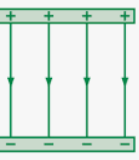 + + + +
− − − −